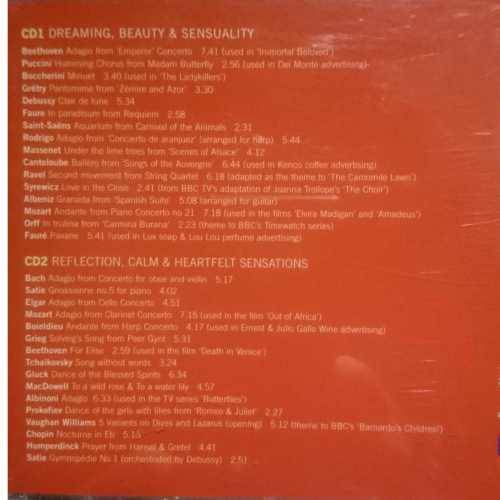 CD1 DREAMING, BEAUTY & SENSUALITY
Beethoven Adagio from 'Emperor' Concerto 7.41 (used in 'Immortal Beloved')
Puccini Humming Chorus from Madam Butterfly 2.56 (used in Del Monte advertising)
Boccherini Minuet 3.40 (used in 'The Ladykillers')
Grétry Pantomime from 'Zémire and Azor' 3.30
Debussy Clair de lune 5.34
Faure In paradisum from Requiem 2.58
Saint-Saëns Aquarium from Carnival of the Animals 2.31
Rodrigo Adagio from 'Concerto de aranjuez' (arranged for harp) 5.44
Massenet Under the lime trees from 'Scenes of Alsace' 4.12
Canteloube Baïlèro from 'Songs of the Auvergne' 6.44 (used in Kenco coffee advertising)
Ravel Second movement from String Quartet 6.18 (adapted as the theme to 'The Camomile Lawn')
Syrewicz Love in the Close 2.41 (from BBC TV's adaptation of Joanna Trollope's 'The Choir')
Albeniz Granada from 'Spanish Suite' 5.08 (arranged for guitar)
Mozart Andante from Piano Concerto no 21 7.18 (used in the films 'Elvira Madigan' and 'Amadeus')
Orff In trutina from 'Carmina Burana' 2.23 (theme to BBC's Timewatch series)
Fauré Pavane 5.41 (used in Lux soap & Lou Lou perfume advertising)
CD2 REFLECTION, CALM & HEARTFELT SENSATIONS
Bach Adagio from Concerto for oboe and violin 5.17
Satie Gnossienne no.5 for piano 4.02
Elgar Adagio from Cello Concerto 4.51
Mozart Adagio from Clarinet Concerto 7.15 (used in the film 'Out of Africa')
Boieldieu Andante from Harp Concerto 4.17 (used in Ernest & Julio Gallo Wine advertising)
Grieg Solveig's Song from Peer Gynt 5.31
Beethoven Für Elise 2.59 (used in the film 'Death in Venice')
Tchaikovsky Song without words 3.24
Gluck Dance of the Blessed Spirits 6.34
MacDowell To a wild rose & To a water lily 4.57
Albinoni Adagio 6.33 (used in the TV series 'Butterflies')
Prokofiev Dance of the girls with lilies from 'Romeo & Juliet' 2.27
Vaughan Williams 5 Variants on Dives and Lazarus (opening) 5.12 (theme to BBC's 'Barnardo's Children')
Chopin Nocturne in Eb 5.15
Humperdinck Prayer from Hansel & Gretel 4.41
Satie Gymnopédie No.1 (orchestrated by Debussy) 2.51